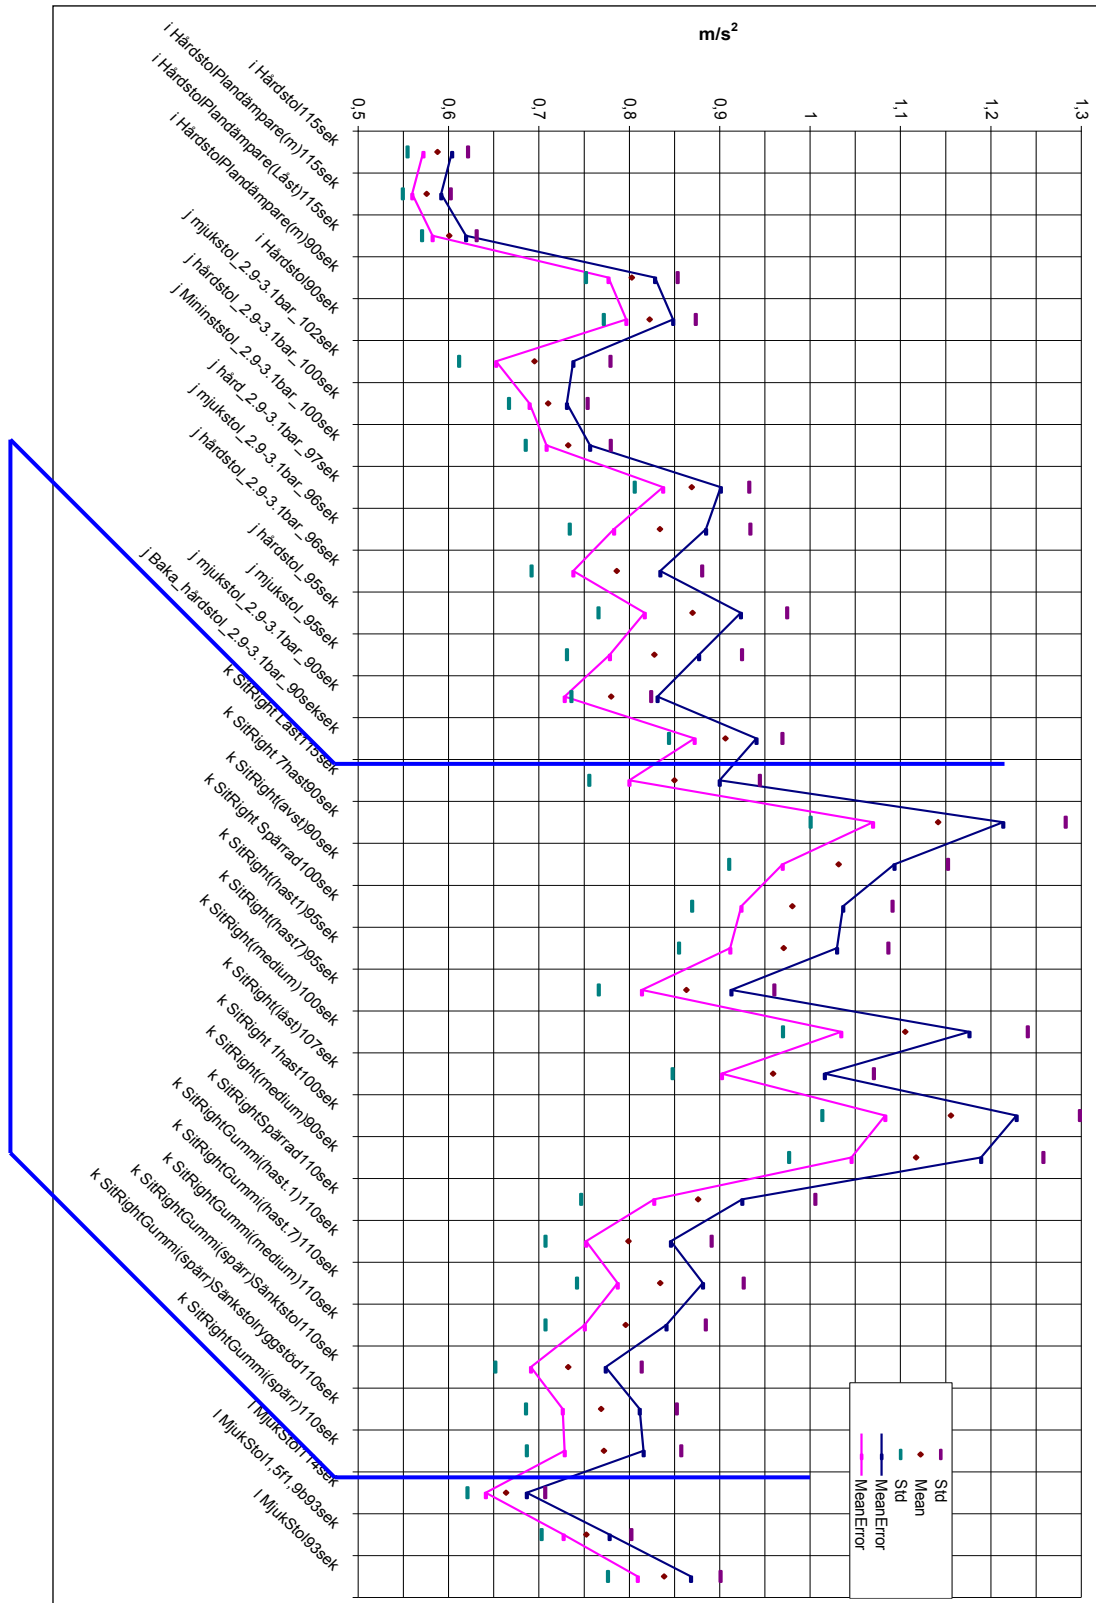 m/s²
0,5
0,6
0,7
0,8
0,9
1
1,1
1,2
1,3
i Hårdstol115sek
i HårdstolPlandämpare(m)115sek
i HårdstolPlandämpare(Låst)115sek
i HårdstolPlandämpare(m)90sek
i Hårdstol90sek
j mjukstol_2.9-3.1bar_102sek
j hårdstol_2.9-3.1bar_100sek
j Mininststol_2.9-3.1bar_100sek
j hård_2.9-3.1bar_97sek
j mjukstol_2.9-3.1bar_96sek
j hårdstol_2.9-3.1bar_96sek
j hårdstol_95sek
j mjukstol_95sek
j mjukstol_2.9-3.1bar_90sek
j Baka_hårdstol_2.9-3.1bar_90seksek
k SitRight Låst115sek
k SitRight 7hast90sek
k SitRight(avst)90sek
k SitRight Spärrad100sek
k SitRight(hast1)95sek
k SitRight(hast7)95sek
k SitRight(medium)100sek
k SitRight(låst)107sek
k SitRight 1hast100sek
k SitRight(medium)90sek
k SitRightSpärrad110sek
k SitRightGummi(hast.1)110sek
k SitRightGummi(hast.7)110sek
k SitRightGummi(medium)110sek
k SitRightGummi(spärr)Sänktstol110sek
k SitRightGummi(spärr)Sänkstolryggstöd110sek
k SitRightGummi(spärr)110sek
l MjukStol114sek
l MjukStol1,5f1,9b93sek
l MjukStol93sek
Std
Mean
Std
MeanError
MeanError